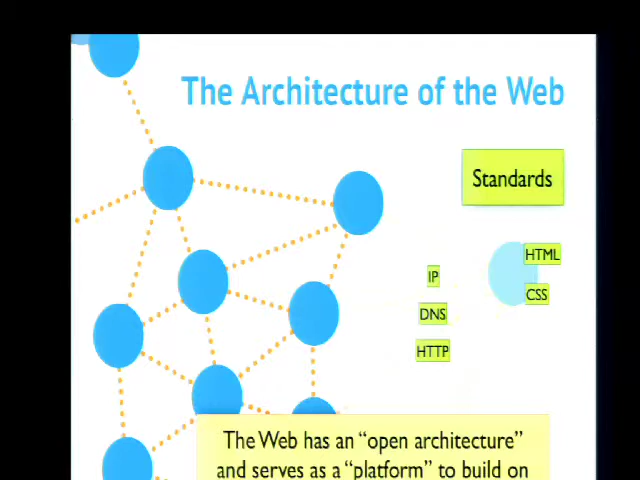 The Architecture of the Web
Standards
HTML
IP
CSS
DNS
HTTP
The Web has an “open architecture”
and serves as a “platform” to build on